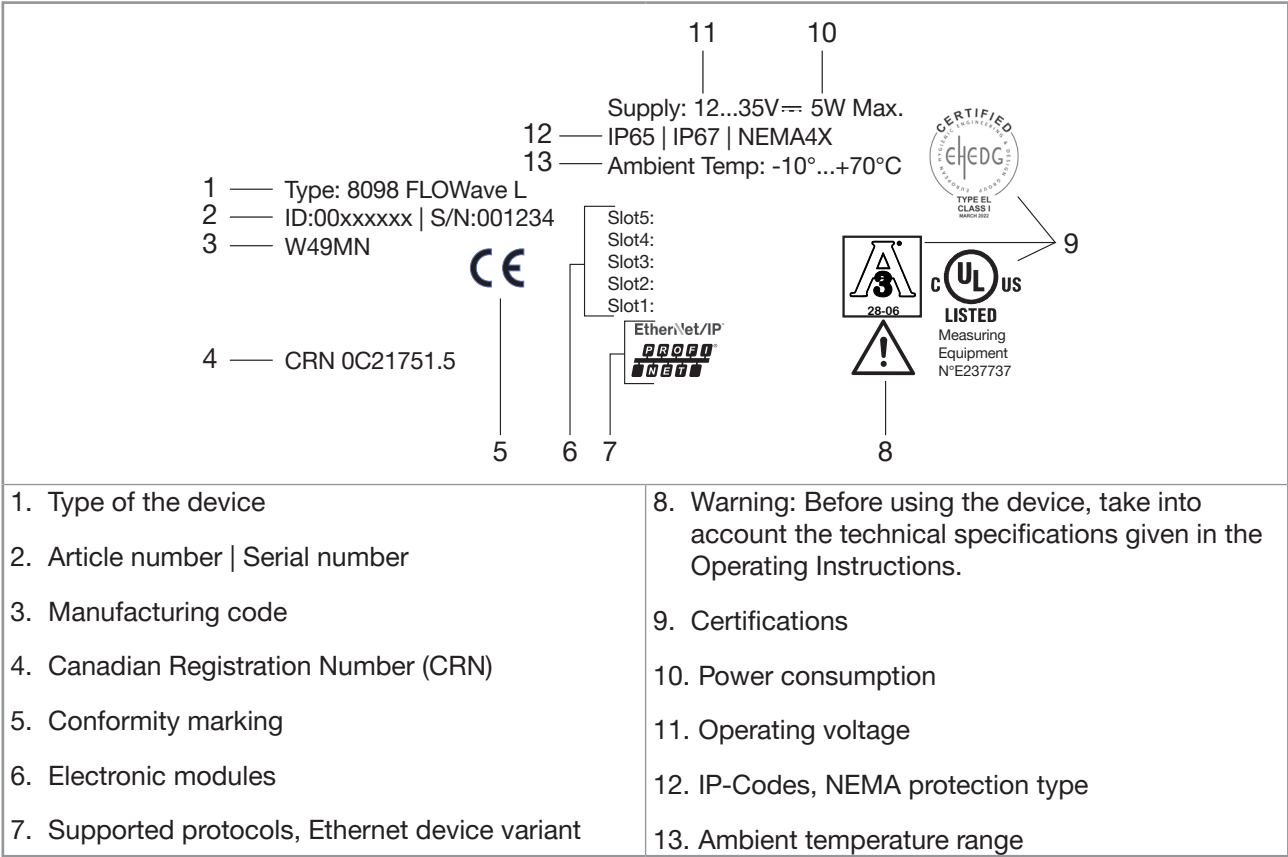 11
10
Supply: 12...35V⎓ 5W Max.
12
IP65 | IP67 | NEMA4X
13
Ambient Temp: -10°...+70°C
CERTIFIED
EUROPEAN HYGIENIC ENGINEERING & DESIGN GROUP
EHEDG
TYPE EL
CLASS I
MARCH 2022
1
Type: 8098 FLOWave L
2
ID:00xxxxxx | S/N:001234
3
W49MN
CE
Slot5:
Slot4:
Slot3:
Slot2:
Slot1:
9
A
3
28-06
C UL US
LISTED
Measuring
Equipment
N°E237737
EtherNet/IP
PROFI®
NET
4
CRN 0C21751.5
!
5
6
7
8
1. Type of the device
2. Article number | Serial number
3. Manufacturing code
4. Canadian Registration Number (CRN)
5. Conformity marking
6. Electronic modules
7. Supported protocols, Ethernet device variant
8. Warning: Before using the device, take into
account the technical specifications given in the
Operating Instructions.
9. Certifications
10. Power consumption
11. Operating voltage
12. IP-Codes, NEMA protection type
13. Ambient temperature range